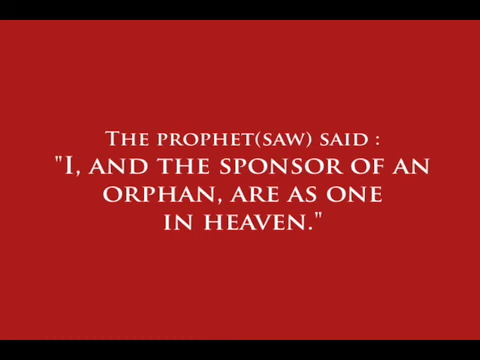 The prophet(saw) said :
"I, and the sponsor of an
orphan, are as one
in heaven."